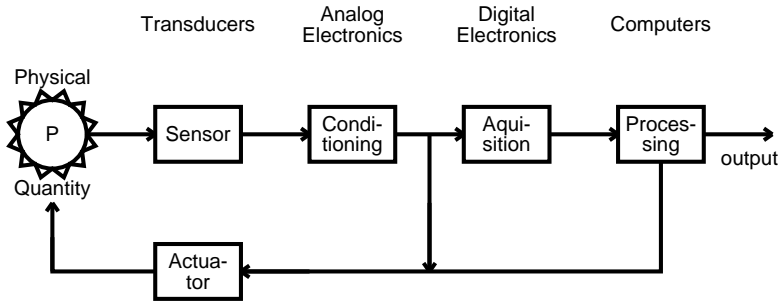 Transducers
Analog
Electronics
Digital
Electronics
Computers
Physical
P
Quantity
Sensor
Condi-
tioning
Aqui-
sition
Proces-
sing
output
Actua-
tor